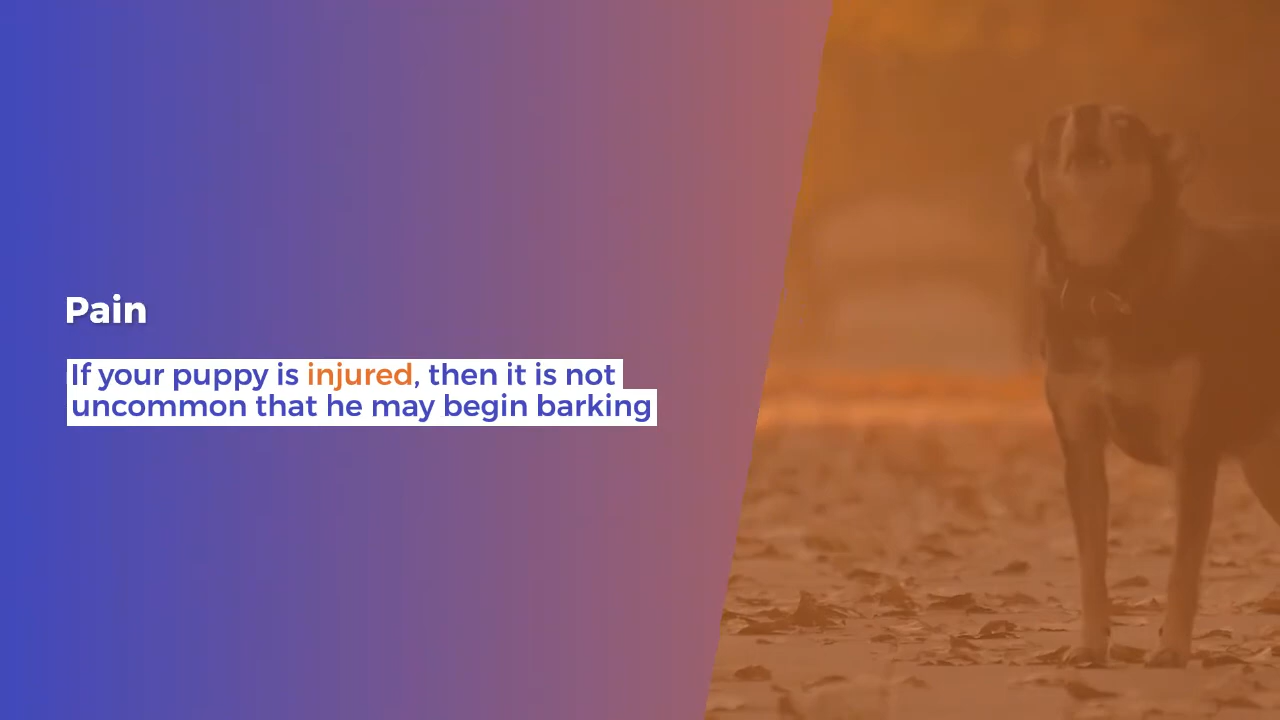 Pain
If your puppy is injured, then it is not
uncommon that he may begin barking